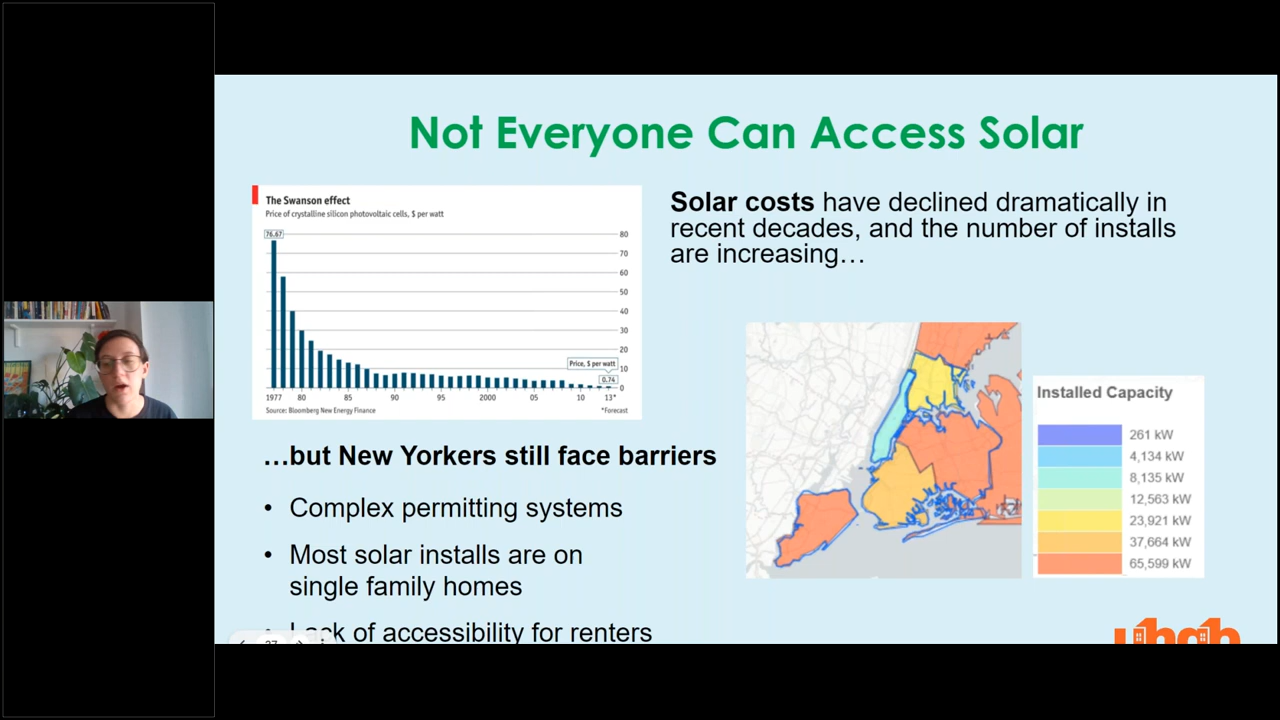 Not Everyone Can Access Solar
The Swanson effect
Price of crystalline silicon photovoltaic cells, $ per watt
76.67
80
70
60
50
40
30
20
10
0
Price, $ per watt
0.74
1977 80 85 90 95 2000 05 10 13*
Source: Bloomberg New Energy Finance
*Forecast
Solar costs have declined dramatically in
recent decades, and the number of installs
are increasing…
Installed Capacity
261 kW
4,134 kW
8,135 kW
12,563 kW
23,921 kW
37,664 kW
65,599 kW
…but New Yorkers still face barriers
• Complex permitting systems
• Most solar installs are on
single family homes
• Lack of accessibility for renters
27
uhab